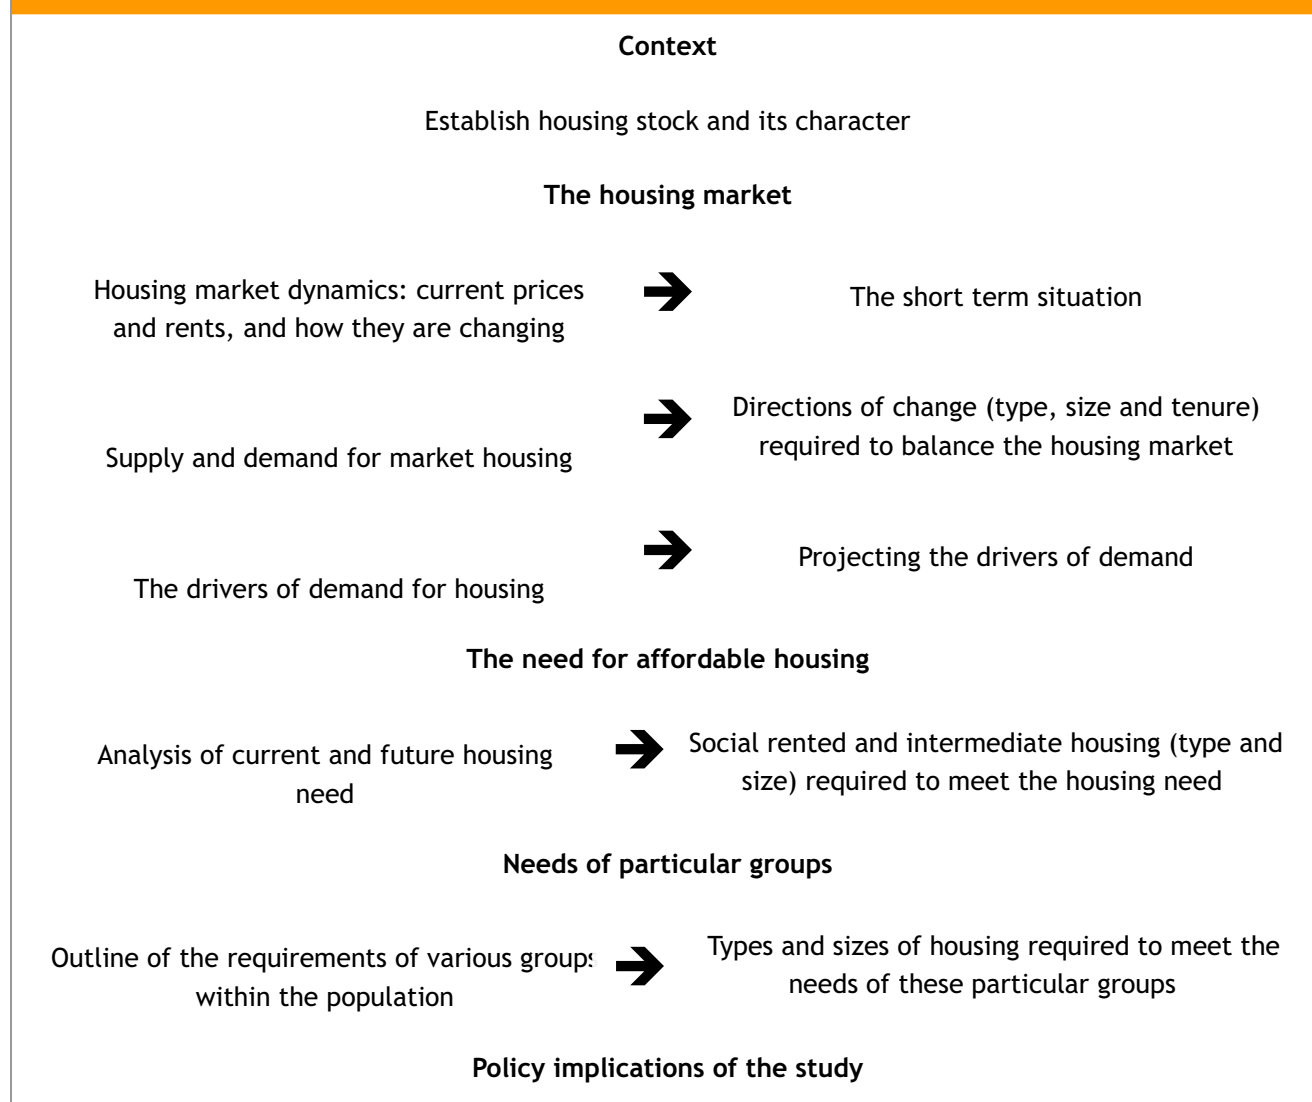 Context
Establish housing stock and its character
The housing market
Housing market dynamics: current prices
and rents, and how they are changing
➔
The short term situation
Supply and demand for market housing
➔
Directions of change (type, size and tenure)
required to balance the housing market
The drivers of demand for housing
➔
Projecting the drivers of demand
The need for affordable housing
Analysis of current and future housing
need
➔
Social rented and intermediate housing (type and
size) required to meet the housing need
Needs of particular groups
Outline of the requirements of various groups
within the population
➔
Types and sizes of housing required to meet the
needs of these particular groups
Policy implications of the study